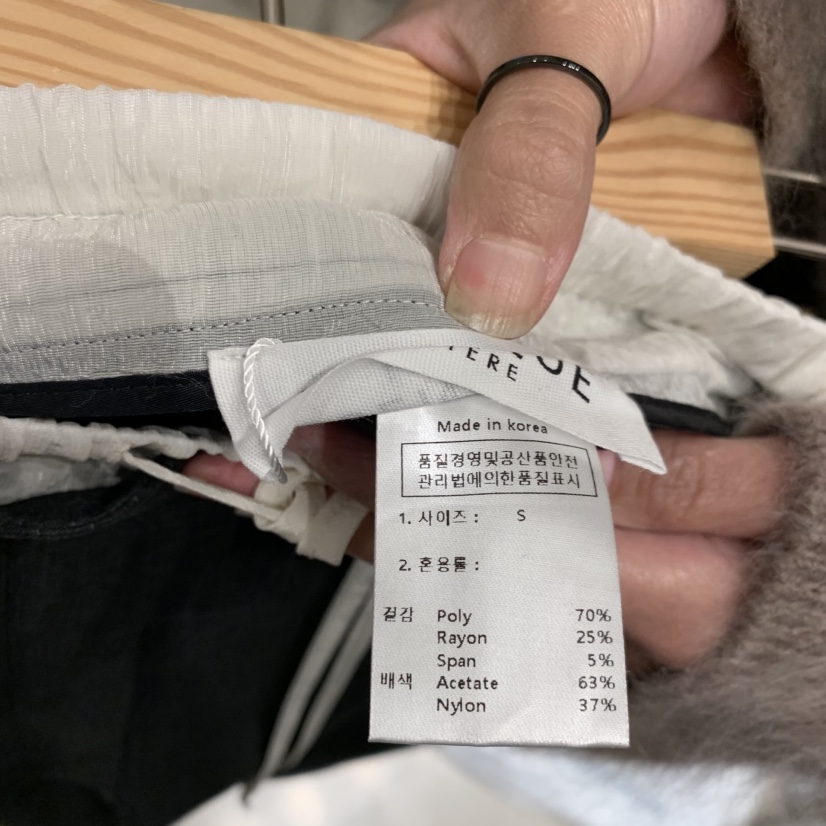 Made in korea
품질경영및공산품안전
관리법에의한품질표시
1. 사이즈 : S
2. 혼용률 :
겉감 Poly 70%
Rayon 25%
Span 5%
배색 Acetate 63%
Nylon 37%